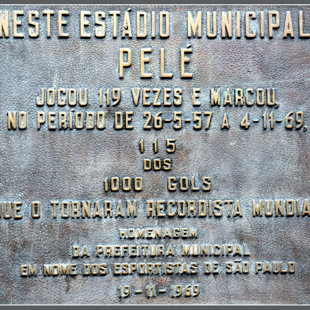 NESTE ESTÁDIO MUNICIPAL
PELÉ
JOGOU 119 VEZES E MARCOU,
NO PERÍODO DE 26-5-57 A 4-11-69,
115
DOS
1000 GOLS
QUE O TORNARAM RECORDISTA MUNDIAL
HOMENAGEM
DA PREFEITURA MUNICIPAL
EM NOME DOS ESPORTISTAS DE SÃO PAULO
19-11-1969